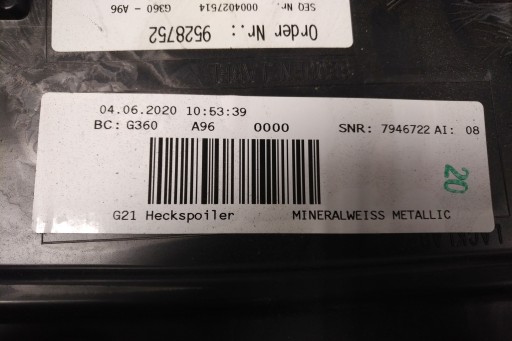 Order Nr.: 9528752
SEQ Nr. 0004027514
G360 - A96
04.06.2020 10:53:39
BC: G360 A96 0000 SNR: 7946722 AI: 08
20
G21 Heckspoiler MINERALWEISS METALLIC